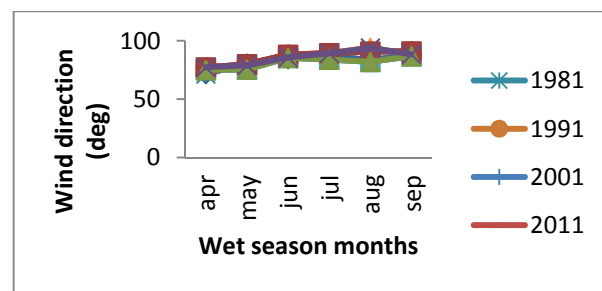 Wind direction
(deg)
100
50
0
apr
may
jun
jul
aug
sep
Wet season months
1981
1991
2001
2011